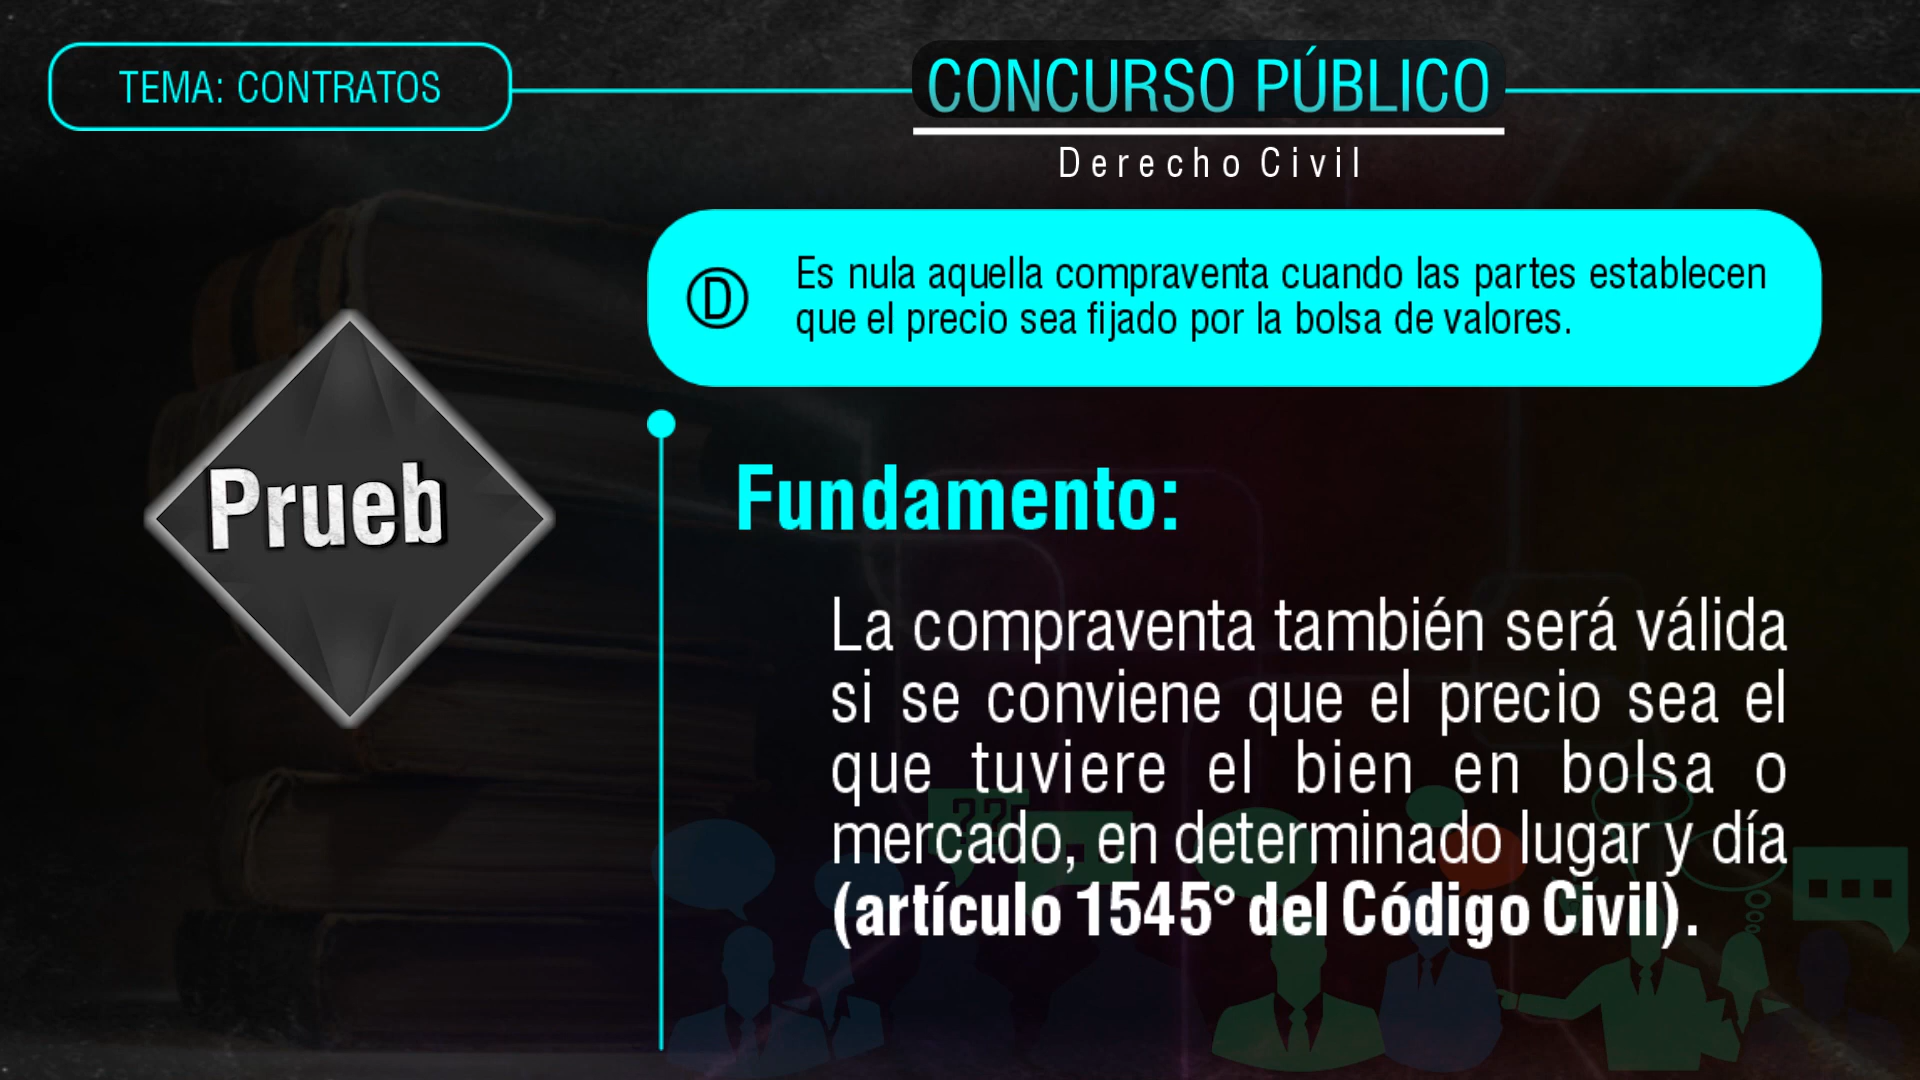 TEMA: CONTRATOS
CONCURSO PÚBLICO
Derecho Civil
D
Es nula aquella compraventa cuando las partes establecen
que el precio sea fijado por la bolsa de valores.
Prueb
Fundamento:
La compraventa también será válida
si se conviene que el precio sea el
que tuviere el bien en bolsa o
mercado, en determinado lugar y día
(artículo 1545° del Código Civil).
??